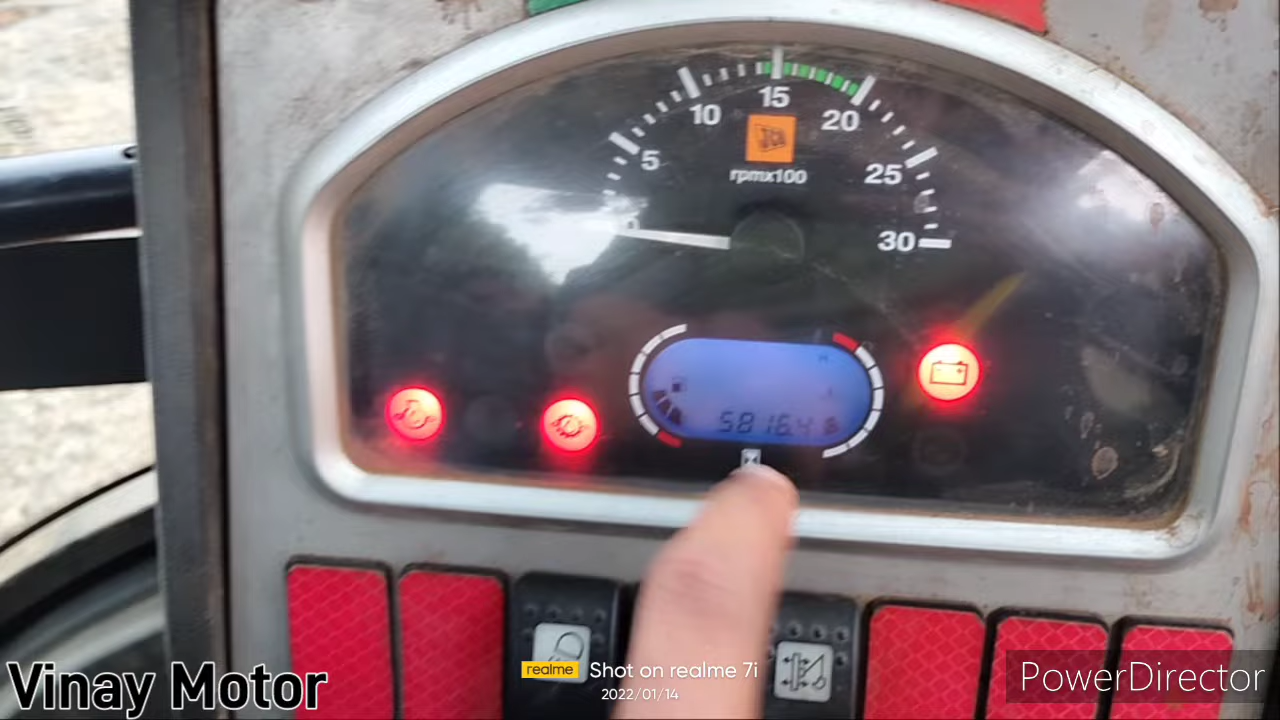 15
10
20
5
25
JCB
rpmx100
0
30
5816.4
Vinay Motor
realme
Shot on realme 7i
2022/01/14
PowerDirector